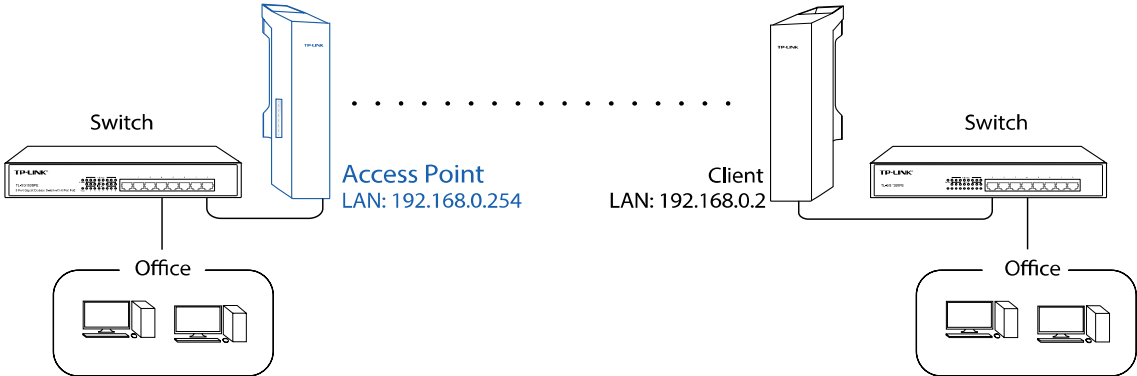 TP-LINK
TP-LINK
Switch
Switch
TP-LINK
Access Point
LAN: 192.168.0.254
Client
LAN: 192.168.0.2
TP-LINK
Office
Office